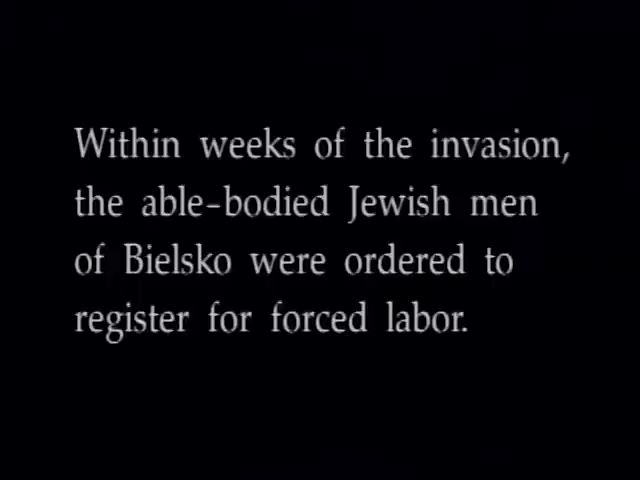 Within weeks of the invasion,
the able-bodied Jewish men
of Bielsko were ordered to
register for forced labor.